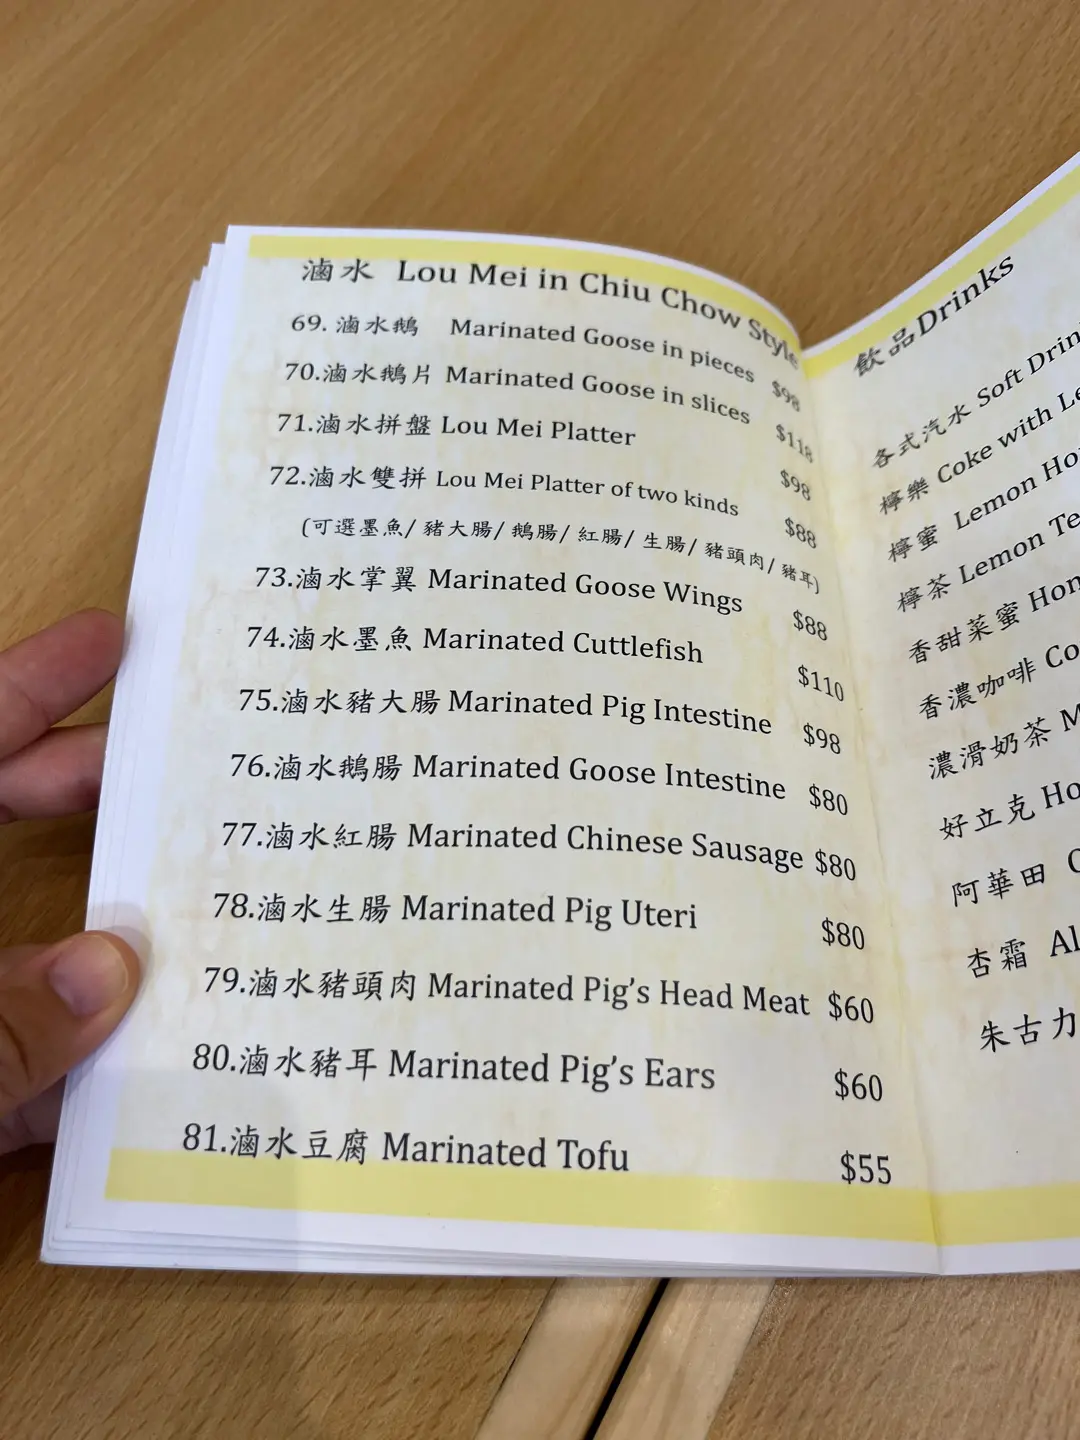 滷水 Lou Mei in Chiu Chow Style
69. 滷水鵝 Marinated Goose in pieces $98
70.滷水鵝片 Marinated Goose in slices $118
71.滷水拼盤 Lou Mei Platter $98
72.滷水雙拼 Lou Mei Platter of two kinds $88
(可選墨魚/ 豬大腸/ 鵝腸/ 紅腸/ 生腸/ 豬頭肉/ 豬耳)
73.滷水掌翼 Marinated Goose Wings $88
74.滷水墨魚 Marinated Cuttlefish $110
75.滷水豬大腸 Marinated Pig Intestine $98
76.滷水鵝腸 Marinated Goose Intestine $80
77.滷水紅腸 Marinated Chinese Sausage $80
78.滷水生腸 Marinated Pig Uteri $80
79.滷水豬頭肉 Marinated Pig's Head Meat $60
80.滷水豬耳 Marinated Pig's Ears $60
81.滷水豆腐 Marinated Tofu $55
飲品Drinks
各式汽水 Soft Drin
檸樂 Coke with Le
檸蜜 Lemon Ho
檸茶 Lemon Te
香甜菜蜜 Hon
香濃咖啡 Co
濃滑奶茶 M
好立克 Ho
阿華田
杏霜 Al
朱古力